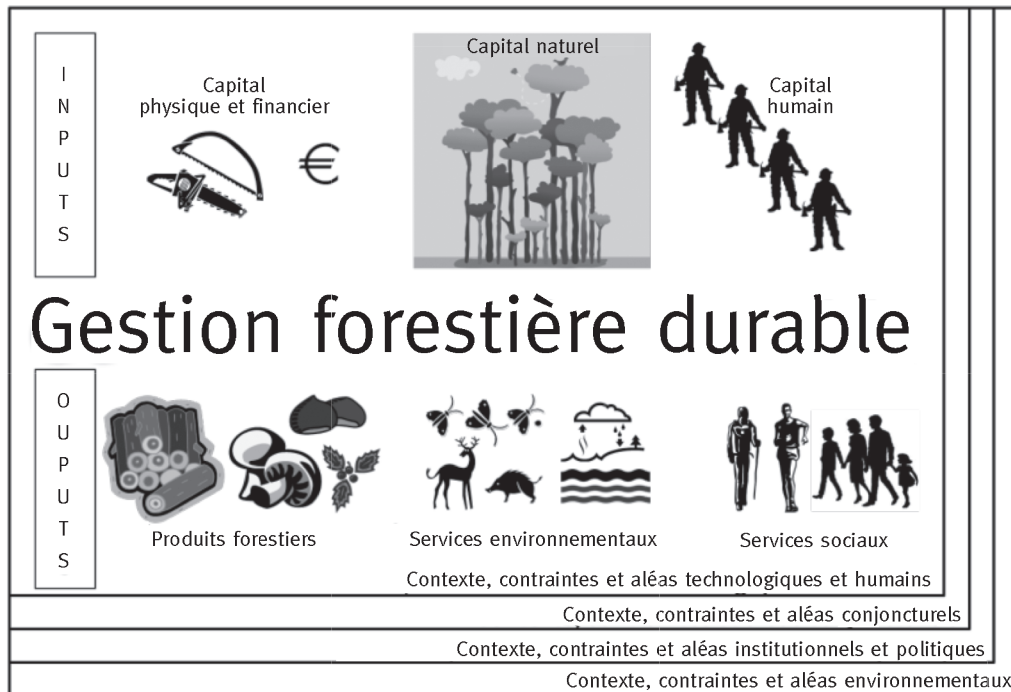 INPUTS
Capital
physique et financier
€
Capital naturel
Capital
humain
Gestion forestière durable
OUPUTS
Produits forestiers
Services environnementaux
Services sociaux
Contexte, contraintes et aléas technologiques et humains
Contexte, contraintes et aléas conjoncturels
Contexte, contraintes et aléas institutionnels et politiques
Contexte, contraintes et aléas environnementaux